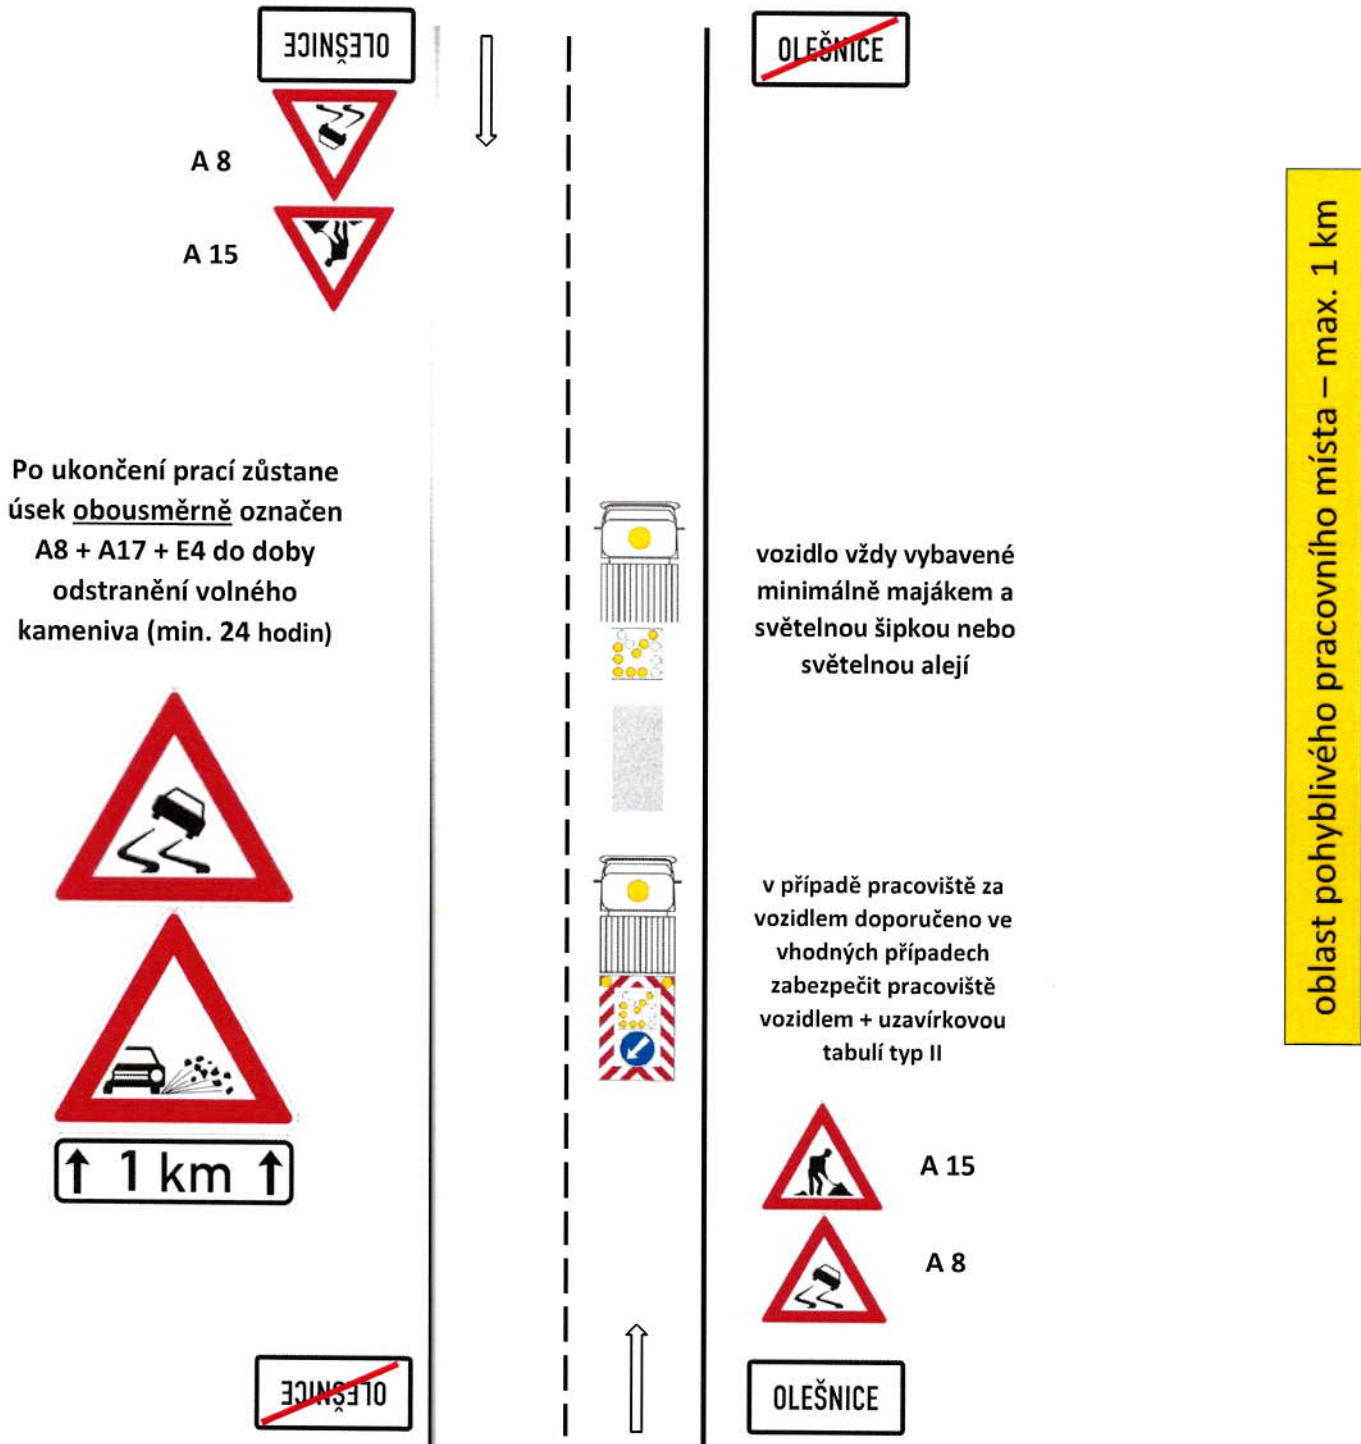 OLEŠNICE
OLEŠNICE
A 8
A 15
Po ukončení prací zůstane
úsek obousměrně označen
A8 + A17 + E4 do doby
odstranění volného
kameniva (min. 24 hodin)
vozidlo vždy vybavené
minimálně majákem a
světelnou šipkou nebo
světelnou alejí
v případě pracoviště za
vozidlem doporučeno ve
vhodných případech
zabezpečit pracoviště
vozidlem + uzavírkovou
tabulí typ II
1 km
A 15
A 8
OLEŠNICE
OLEŠNICE
oblast pohyblivého pracovního místa – max. 1 km